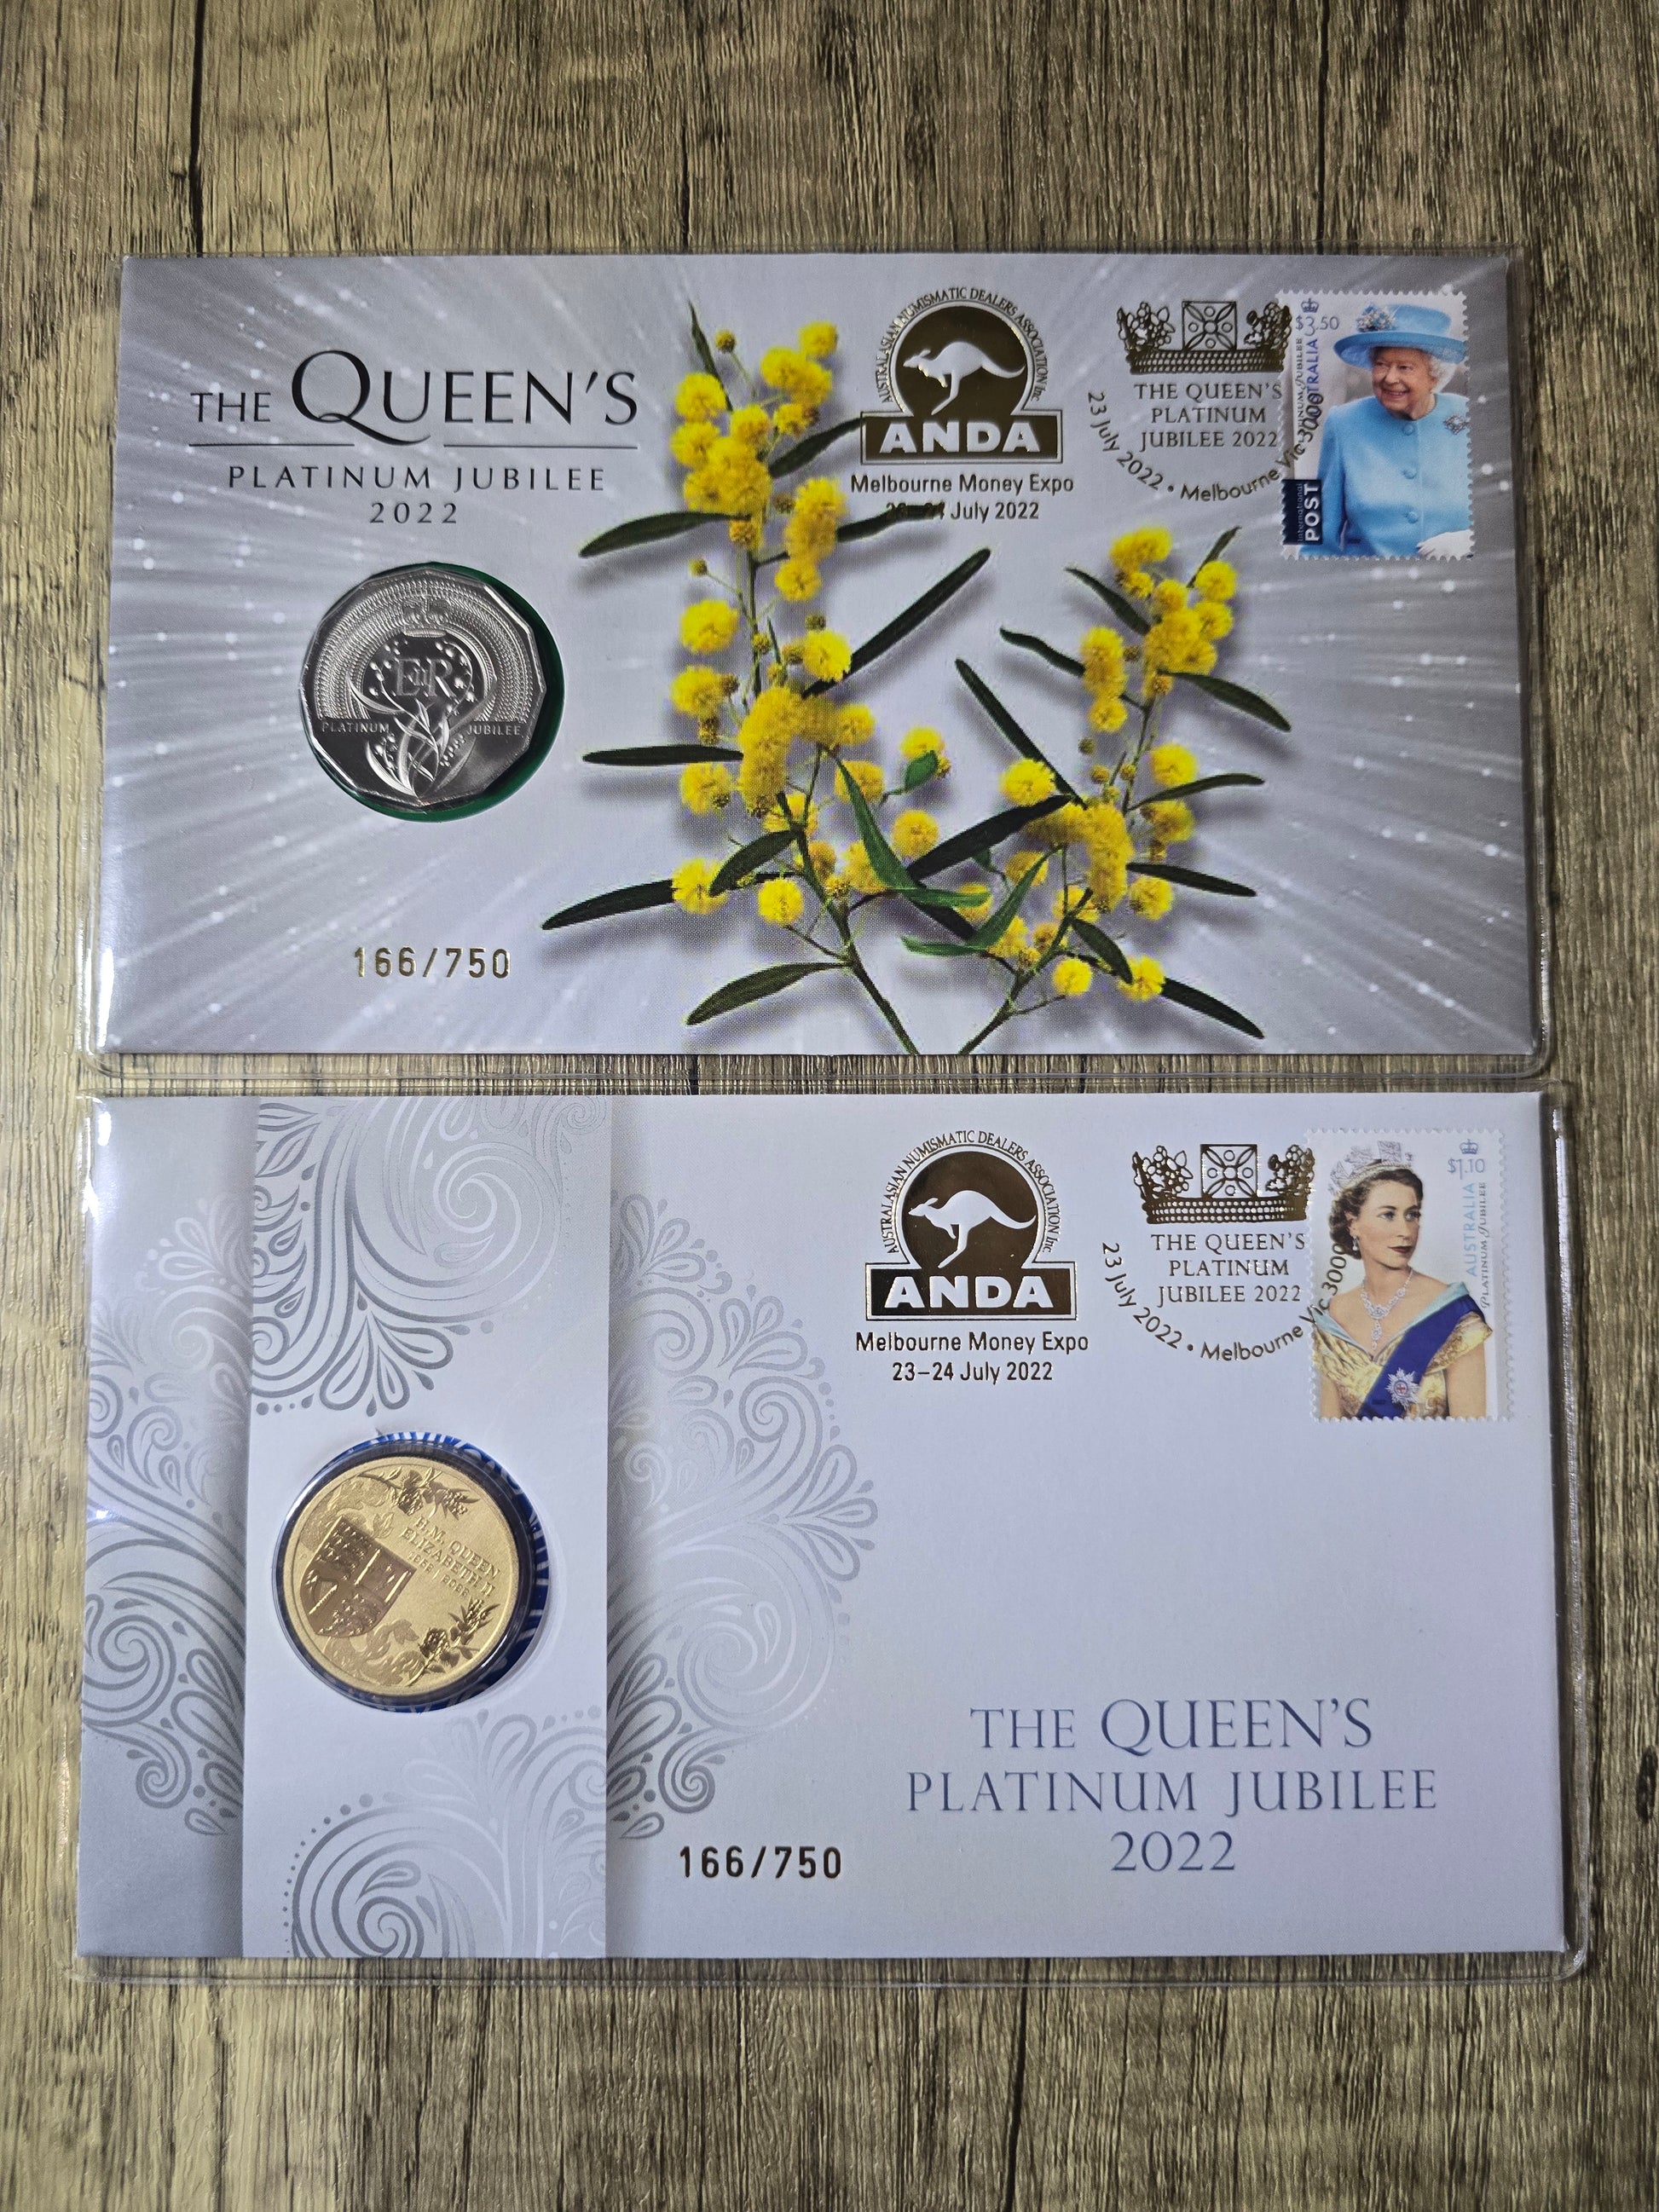 THE QUEEN'S
PLATINUM JUBILEE
2022
PLATINUM JUBILEE
EIIR
166/750
AUSTRALASIAN NUMISMATIC DEALERS ASSOCIATION Inc
ANDA
Melbourne Money Expo
23-24 July 2022
THE QUEEN'S
PLATINUM
JUBILEE 2022
23 July 2022 • Melbourne Vic 3000
$3.50
AUSTRALIA
PLATINUM JUBILEE
International
POST
AUSTRALASIAN NUMISMATIC DEALERS ASSOCIATION Inc
ANDA
Melbourne Money Expo
23–24 July 2022
THE QUEEN'S
PLATINUM
JUBILEE 2022
23 July 2022 • Melbourne Vic 3000
$1.10
AUSTRALIA
PLATINUM JUBILEE
H.M. QUEEN
ELIZABETH II
166/750
THE QUEEN'S
PLATINUM JUBILEE
2022